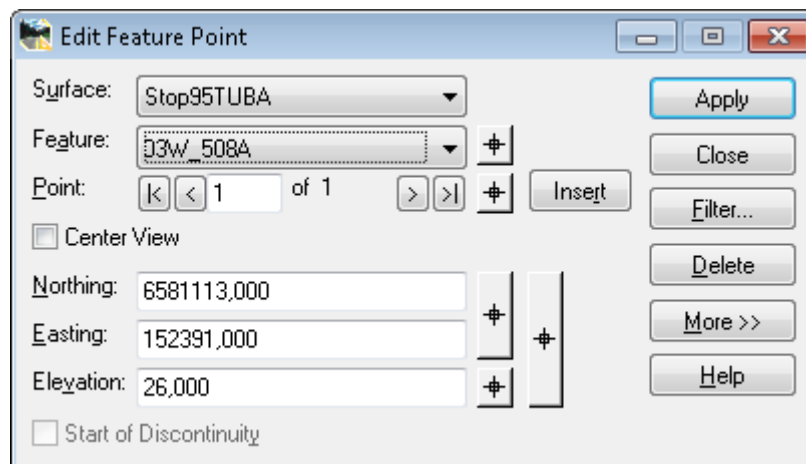 Edit Feature Point
Surface: Stop95TUBA Apply
Feature: 03W_508A Close
Point: 1 of 1 Insert Filter...
Center View
Delete
Northing: 6581113,000
Easting: 152391,000 More >>
Elevation: 26,000 Help
Start of Discontinuity